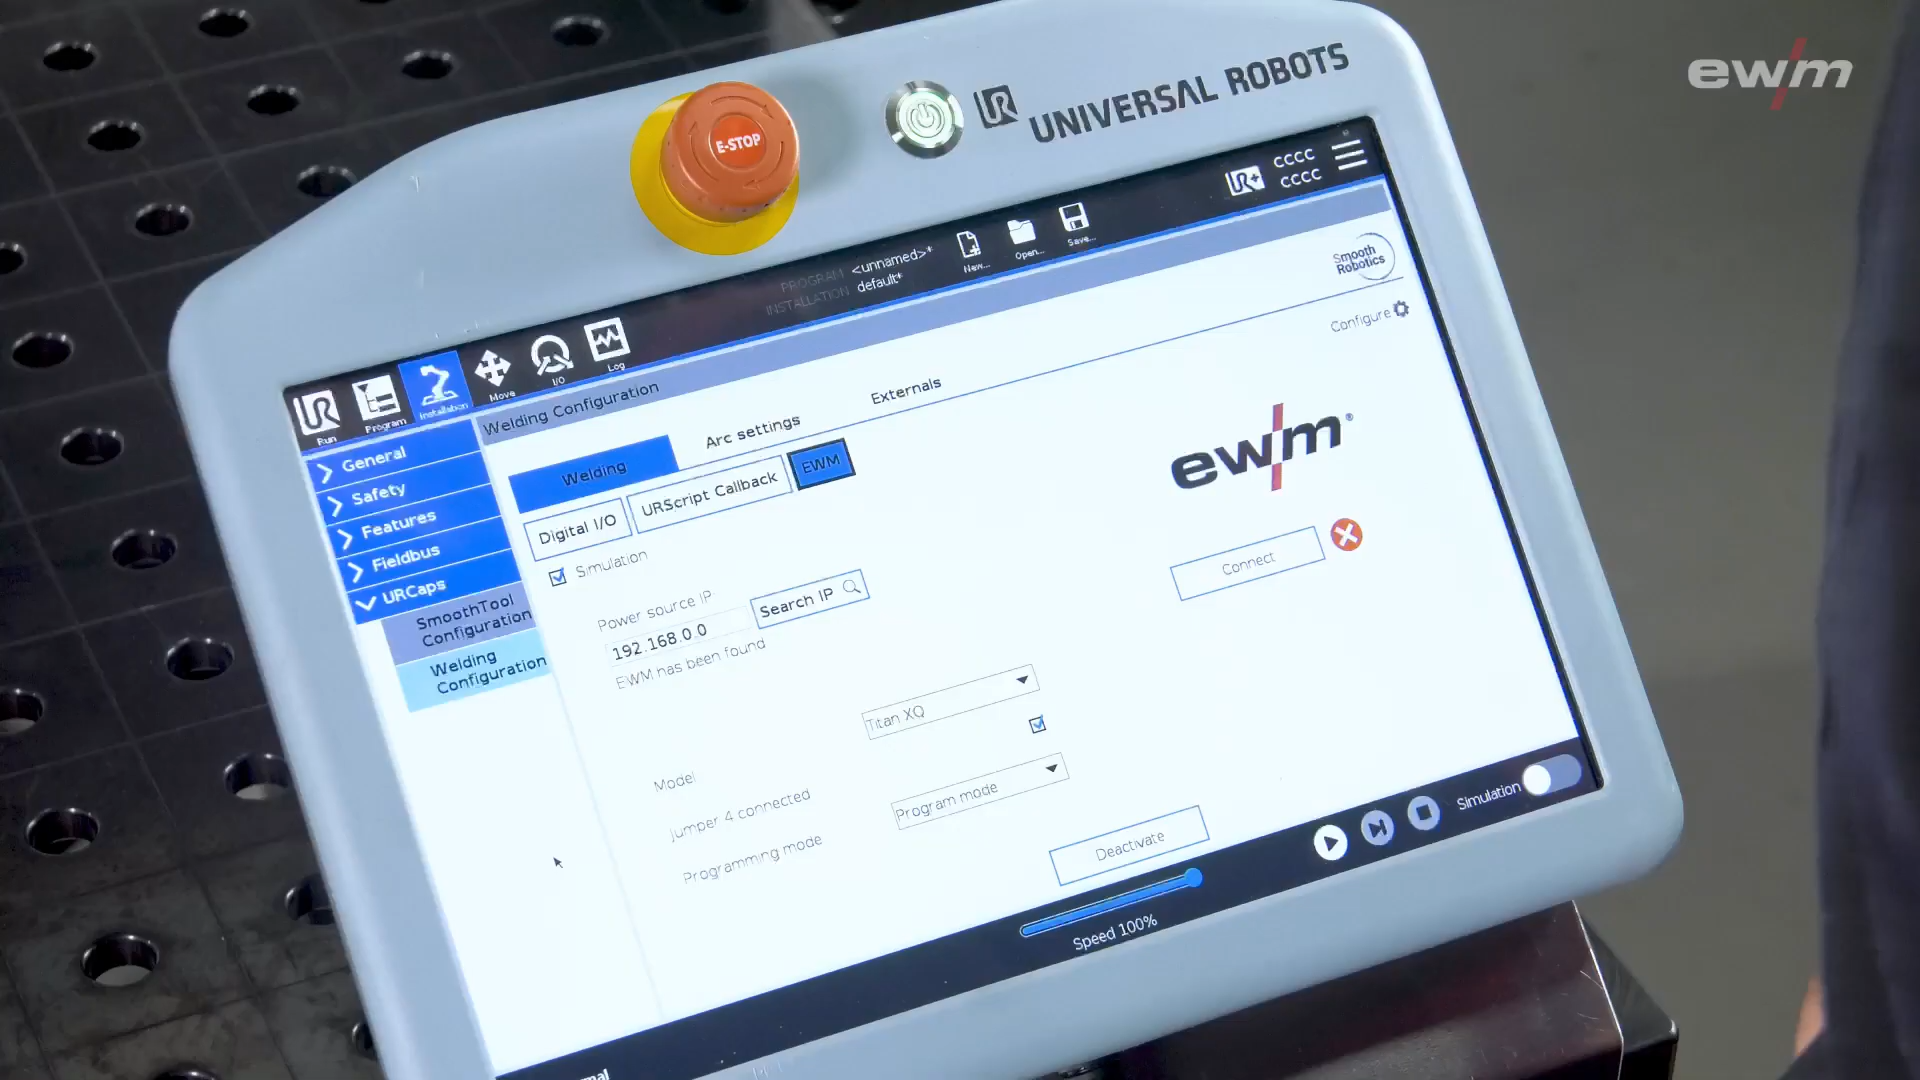 ewm
E-STOP
UR UNIVERSAL ROBOTS
UR+
CCCC
CCCC
PROGRAM <unnamed>*
INSTALLATION default*
New...
Open...
Save...
Smooth
Robotics
UR
Run
Program
Installation
Move
I/O
Log
Welding Configuration
Configure
General
Safety
Features
Fieldbus
URCaps
SmoothTool
Configuration
Welding
Configuration
Welding
Arc settings
Externals
Digital I/O
URScript Callback
EWM
ewm®
Simulation
Connect
Power source IP
192.168.0.0
Search IP
EWM has been found
Model
Titan XQ
Jumper 4 connected
Programming mode
Program mode
Deactivate
Speed 100%
Simulation